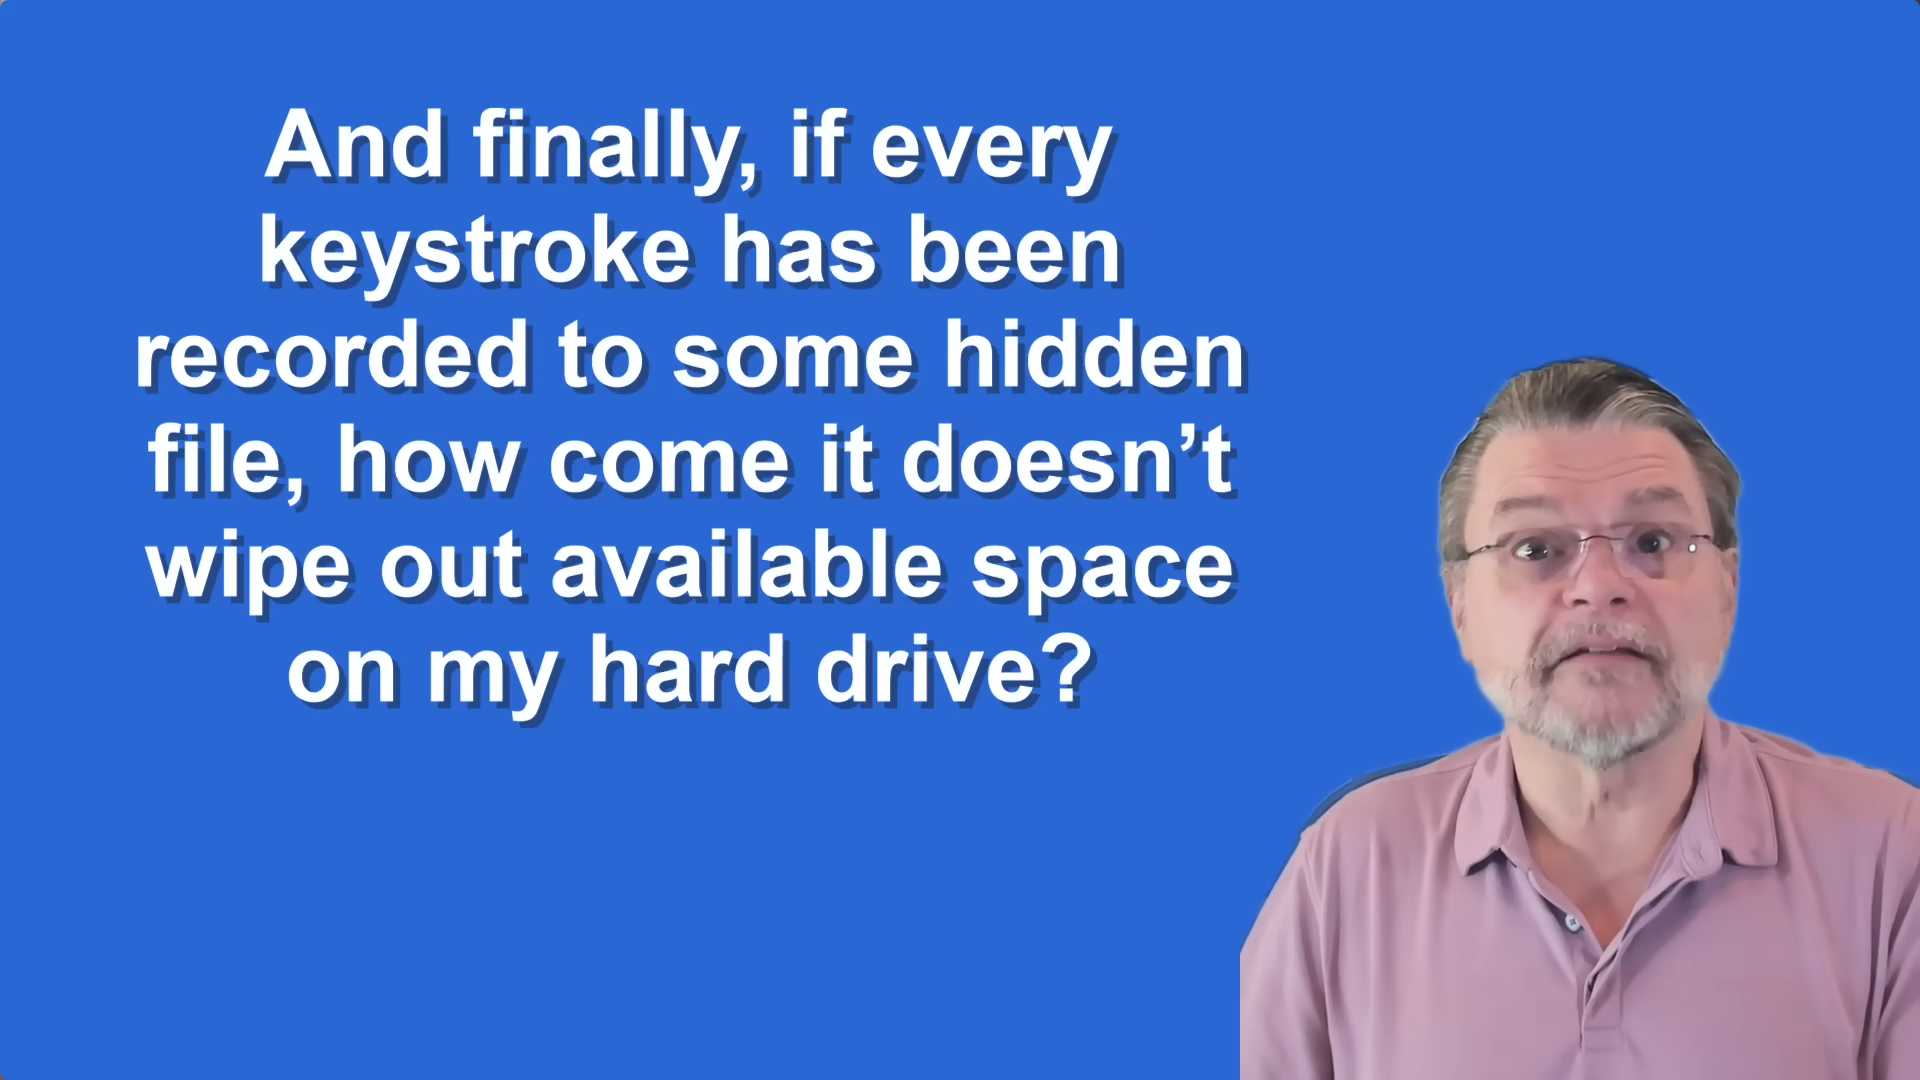 And finally, if every
keystroke has been
recorded to some hidden
file, how come it doesn’t
wipe out available space
on my hard drive?